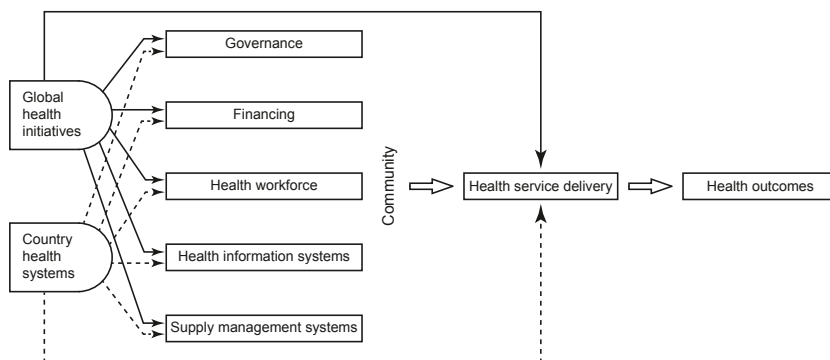 Governance
Global
health
initiatives
Financing
Health workforce
Community
Health service delivery
Health outcomes
Country
health
systems
Health information systems
Supply management systems